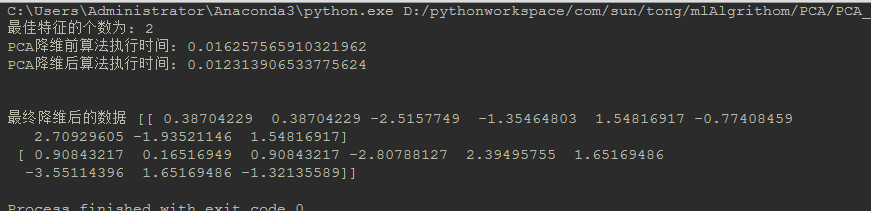 C:\Users\Administrator\Anaconda3\python.exe D:/pythonworkspace/com/sun/tong/mlAlgrithom/PCA/PCA_
最佳特征的个数为: 2
PCA降维前算法执行时间: 0.016257565910321962
PCA降维后算法执行时间: 0.012313906533775624
最终降维后的数据 [[ 0.38704229  0.38704229 -2.5157749  -1.35464803  1.54816917 -0.77408459
2.70929605 -1.93521146  1.54816917]
[ 0.90843217  0.16516949  0.90843217 -2.80788127  2.39495755  1.65169486
-3.55114396  1.65169486 -1.32135589]]
Process finished with exit code 0